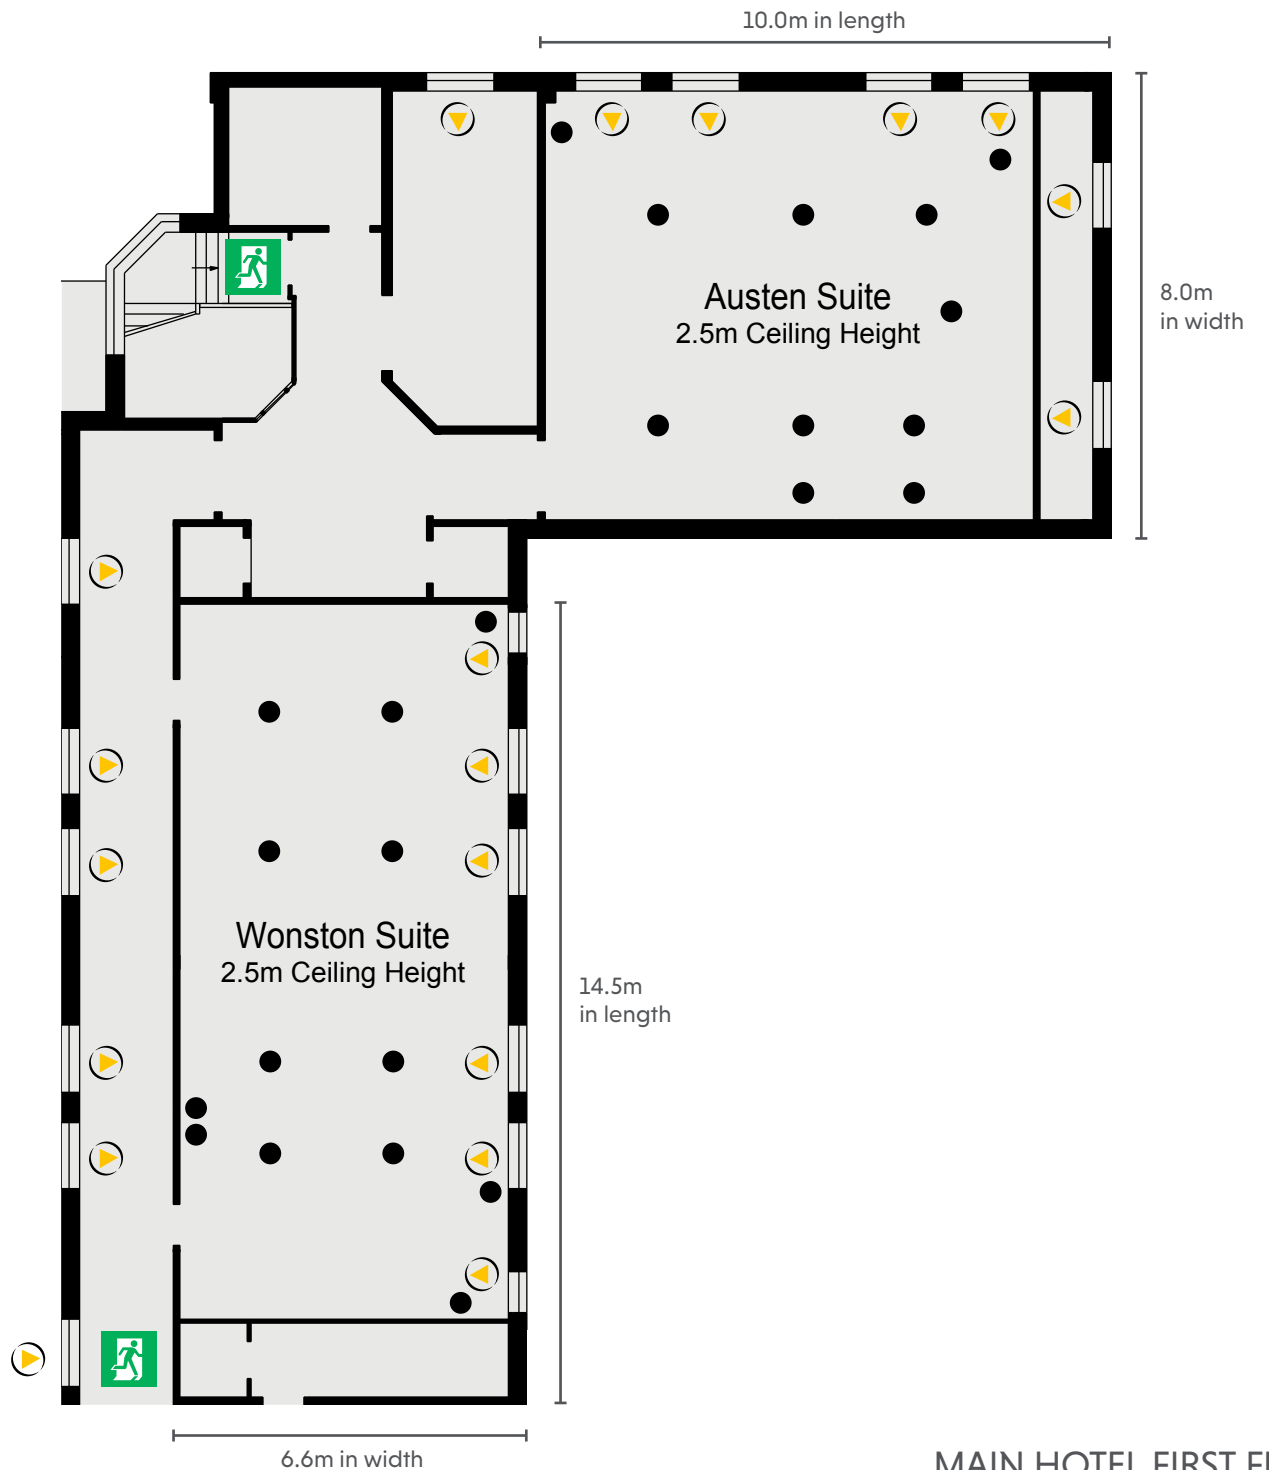 10.0m in length
8.0m
in width
Austen Suite
2.5m Ceiling Height
Wonston Suite
2.5m Ceiling Height
14.5m
in length
6.6m in width
MAIN HOTEL FIRST